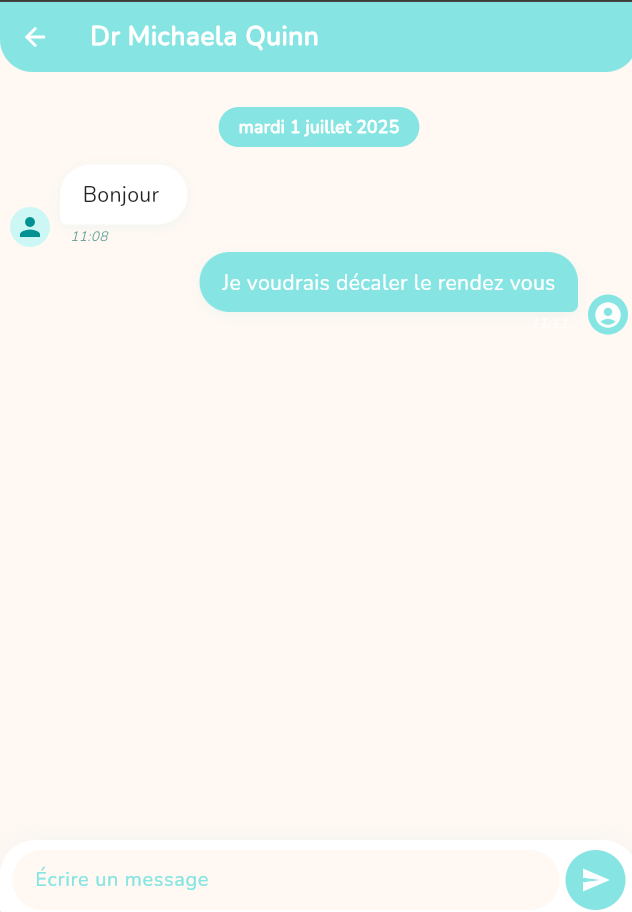 Dr Michaela Quinn
mardi 1 juillet 2025
Bonjour
11:08
Je voudrais décaler le rendez vous
Écrire un message